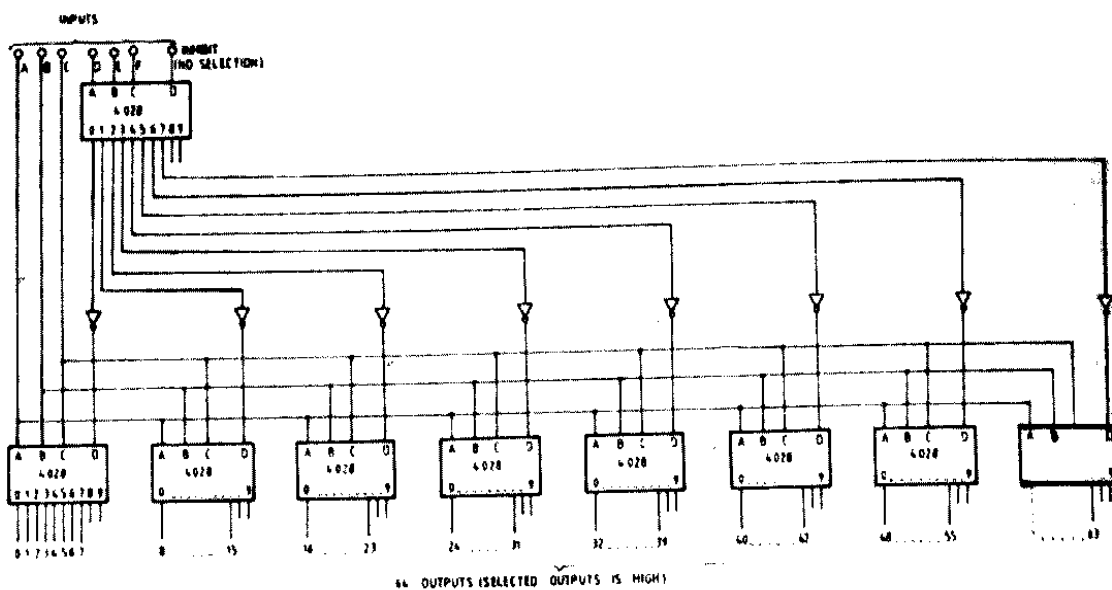 INPUTS
A B C D E F INHIBIT
(NO SELECTION)
A B C D
4028
0 1 2 3 4 5 6 7 8 9
A B C D
4028
0 1 2 3 4 5 6 7 8 9
0 1 2 3 4 5 6 7
A B C D
4028
0 9
8 15
A B C D
4028
0 9
16 23
A B C D
4028
0 9
24 31
A B C D
4028
0 9
32 39
A B C D
4028
0 9
40 47
A B C D
4028
0 9
48 55
A B
9
63
64 OUTPUTS (SELECTED OUTPUTS IS HIGH)